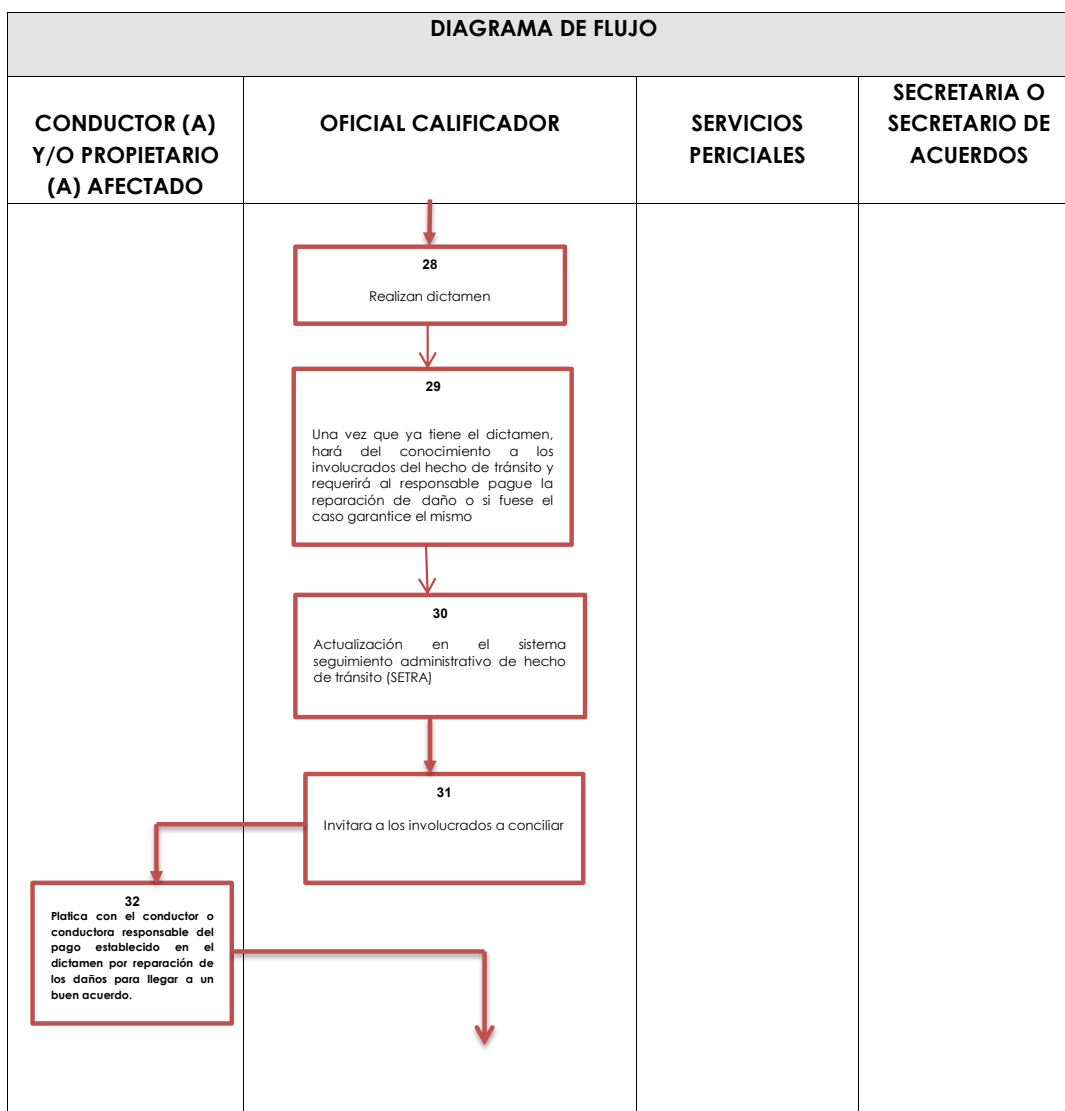 DIAGRAMA DE FLUJO
CONDUCTOR (A)
Y/O PROPIETARIO
(A) AFECTADO
OFICIAL CALIFICADOR
SERVICIOS
PERICIALES
SECRETARIA O
SECRETARIO DE
ACUERDOS
28
Realizan dictamen
29
Una vez que ya tiene el dictamen,
hará del conocimiento a los
involucrados del hecho de tránsito y
requerirá al responsable pague la
reparación de daño o si fuese el
caso garantice el mismo
30
Actualización en el sistema
seguimiento administrativo de hecho
de tránsito (SETRA)
31
Invitara a los involucrados a conciliar
32
Platica con el conductor o
conductora responsable del
pago establecido en el
dictamen por reparación de
los daños para llegar a un
buen acuerdo.